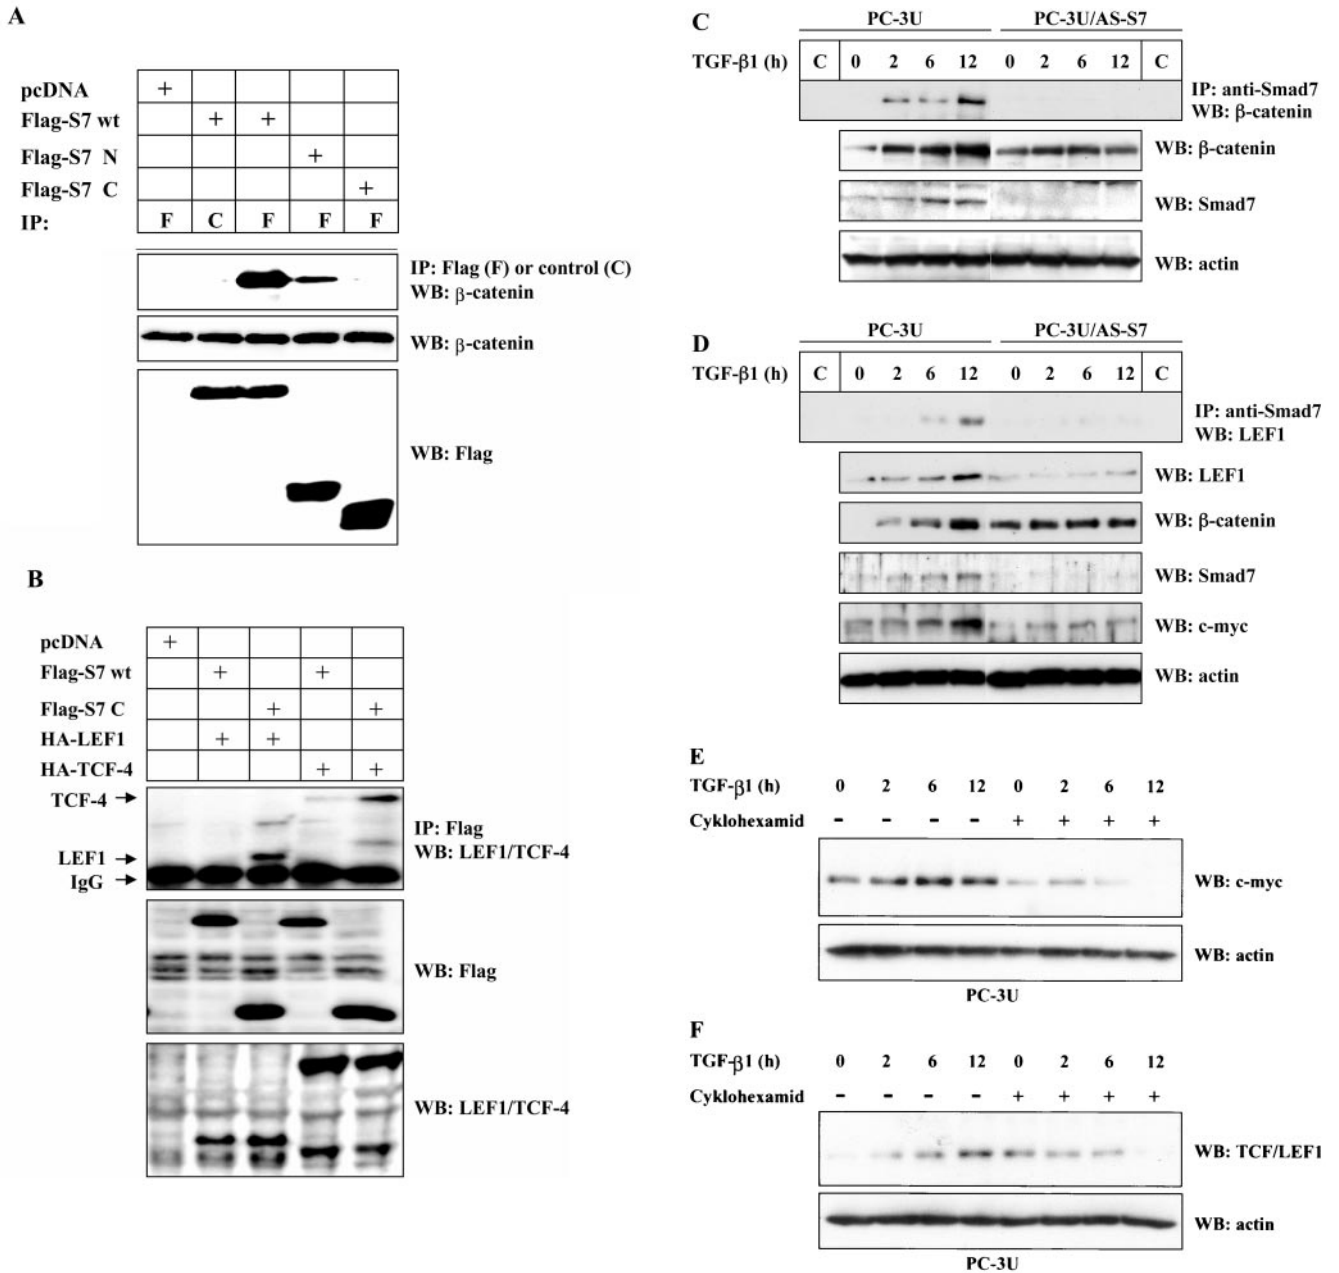 A
pcDNA +
Flag-S7 wt + +
Flag-S7 N +
Flag-S7 C +
IP: F C F F F
IP: Flag (F) or control (C)
WB: β-catenin
WB: β-catenin
WB: Flag
B
pcDNA +
Flag-S7 wt + +
Flag-S7 C + +
HA-LEF1 + +
HA-TCF-4 + +
TCF-4
LEF1
IgG
IP: Flag
WB: LEF1/TCF-4
WB: Flag
WB: LEF1/TCF-4
C
PC-3U PC-3U/AS-S7
TGF-β1 (h) C 0 2 6 12 0 2 6 12 C
IP: anti-Smad7
WB: β-catenin
WB: β-catenin
WB: Smad7
WB: actin
D
PC-3U PC-3U/AS-S7
TGF-β1 (h) C 0 2 6 12 0 2 6 12 C
IP: anti-Smad7
WB: LEF1
WB: LEF1
WB: β-catenin
WB: Smad7
WB: c-myc
WB: actin
E
TGF-β1 (h) 0 2 6 12 0 2 6 12
Cyklohexamid - - - - + + + +
WB: c-myc
WB: actin
PC-3U
F
TGF-β1 (h) 0 2 6 12 0 2 6 12
Cyklohexamid - - - - + + + +
WB: TCF/LEF1
WB: actin
PC-3U